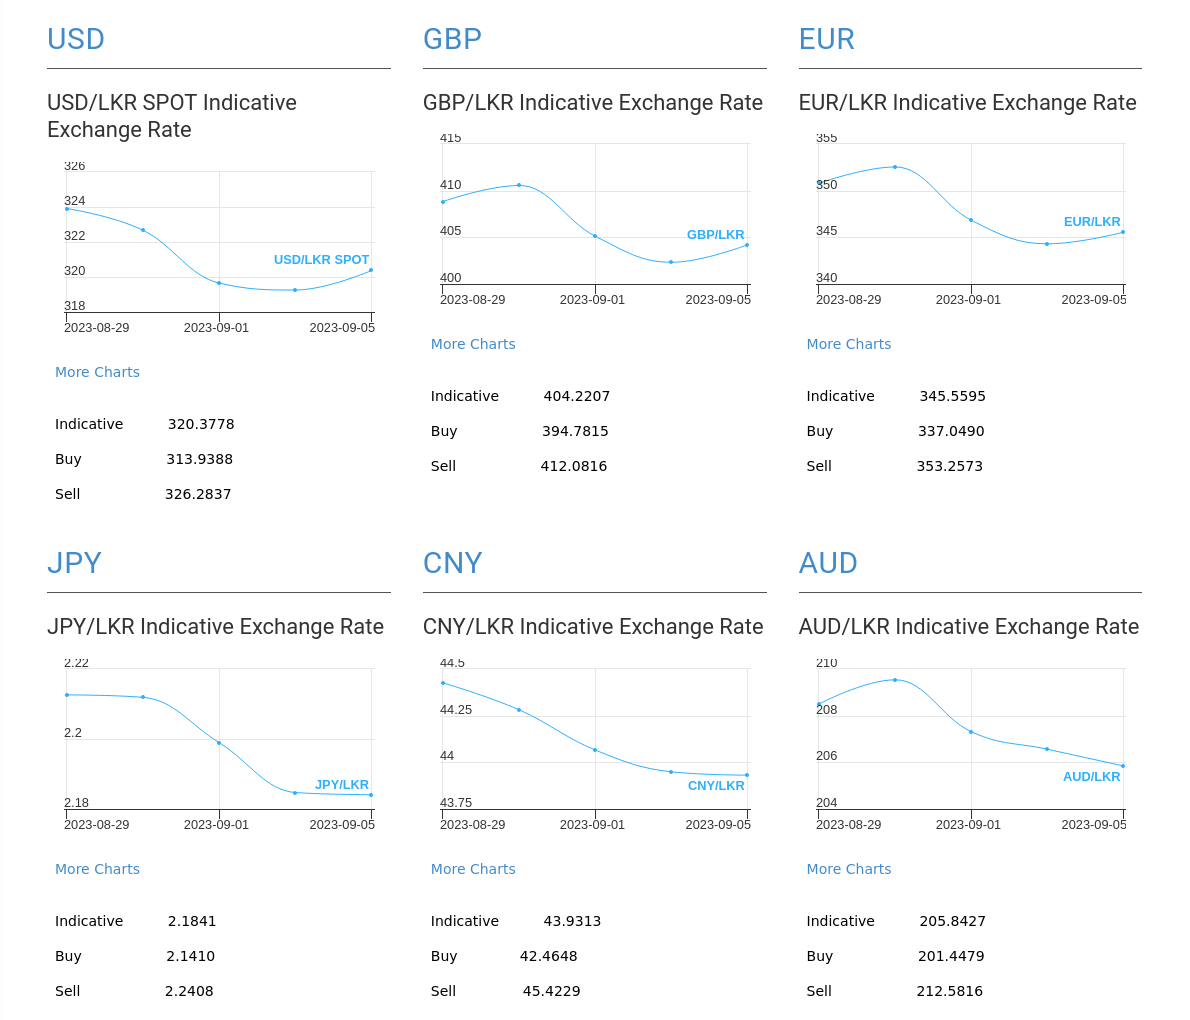 USD
USD/LKR SPOT Indicative
Exchange Rate
326
324
322
320
318
USD/LKR SPOT
2023-08-29 2023-09-01 2023-09-05
More Charts
Indicative 320.3778
Buy 313.9388
Sell 326.2837
GBP
GBP/LKR Indicative Exchange Rate
415
410
405
400
GBP/LKR
2023-08-29 2023-09-01 2023-09-05
More Charts
Indicative 404.2207
Buy 394.7815
Sell 412.0816
EUR
EUR/LKR Indicative Exchange Rate
355
350
345
340
EUR/LKR
2023-08-29 2023-09-01 2023-09-05
More Charts
Indicative 345.5595
Buy 337.0490
Sell 353.2573
JPY
JPY/LKR Indicative Exchange Rate
2.22
2.2
2.18
JPY/LKR
2023-08-29 2023-09-01 2023-09-05
More Charts
Indicative 2.1841
Buy 2.1410
Sell 2.2408
CNY
CNY/LKR Indicative Exchange Rate
44.5
44.25
44
43.75
CNY/LKR
2023-08-29 2023-09-01 2023-09-05
More Charts
Indicative 43.9313
Buy 42.4648
Sell 45.4229
AUD
AUD/LKR Indicative Exchange Rate
210
208
206
204
AUD/LKR
2023-08-29 2023-09-01 2023-09-05
More Charts
Indicative 205.8427
Buy 201.4479
Sell 212.5816